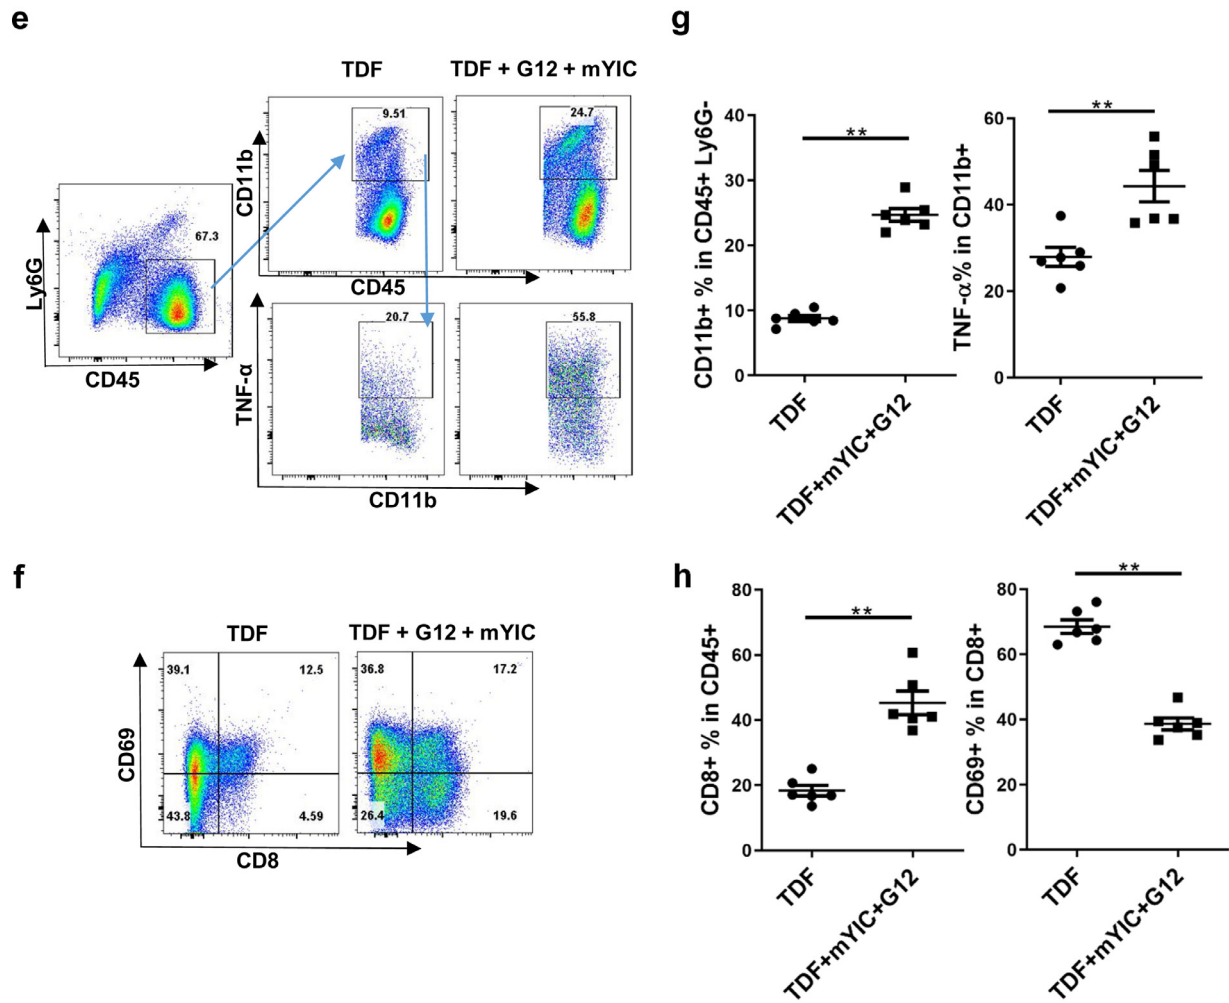 e
TDF
TDF + G12 + mYIC
9.51
24.7
CD11b
CD45
67.3
Ly6G
CD45
20.7
55.8
TNF-α
CD11b
g
CD11b+ % in CD45+ Ly6G-
40
30
20
10
0
**
TDF
TDF+mYIC+G12
TNF-α% in CD11b+
60
40
20
0
**
TDF
TDF+mYIC+G12
f
TDF
TDF + G12 + mYIC
39.1
12.5
43.8
4.59
36.8
17.2
26.4
19.6
CD69
CD8
h
CD8+ % in CD45+
80
60
40
20
0
**
TDF
TDF+mYIC+G12
CD69+ % in CD8+
80
60
40
20
0
**
TDF
TDF+mYIC+G12